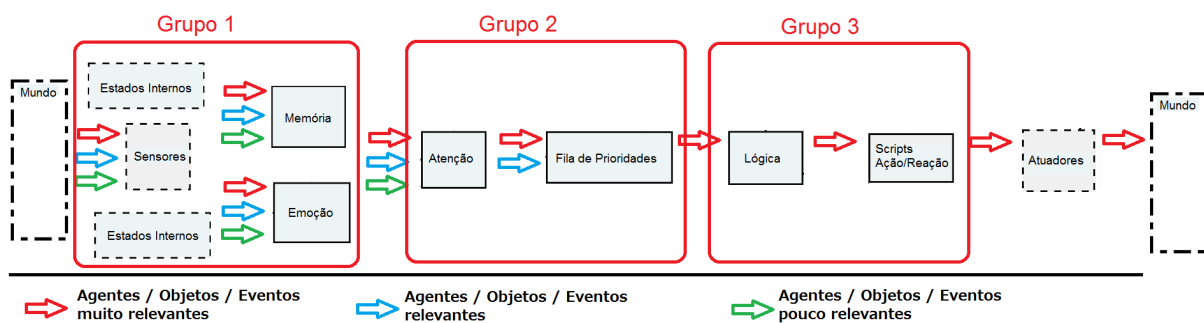 Grupo 1
Grupo 2
Grupo 3
Mundo
Estados Internos
Sensores
Estados Internos
Memória
Emoção
Atenção
Fila de Prioridades
Lógica
Scripts
Ação/Reação
Atuadores
Mundo
Agentes / Objetos / Eventos
muito relevantes
Agentes / Objetos / Eventos
relevantes
Agentes / Objetos / Eventos
pouco relevantes